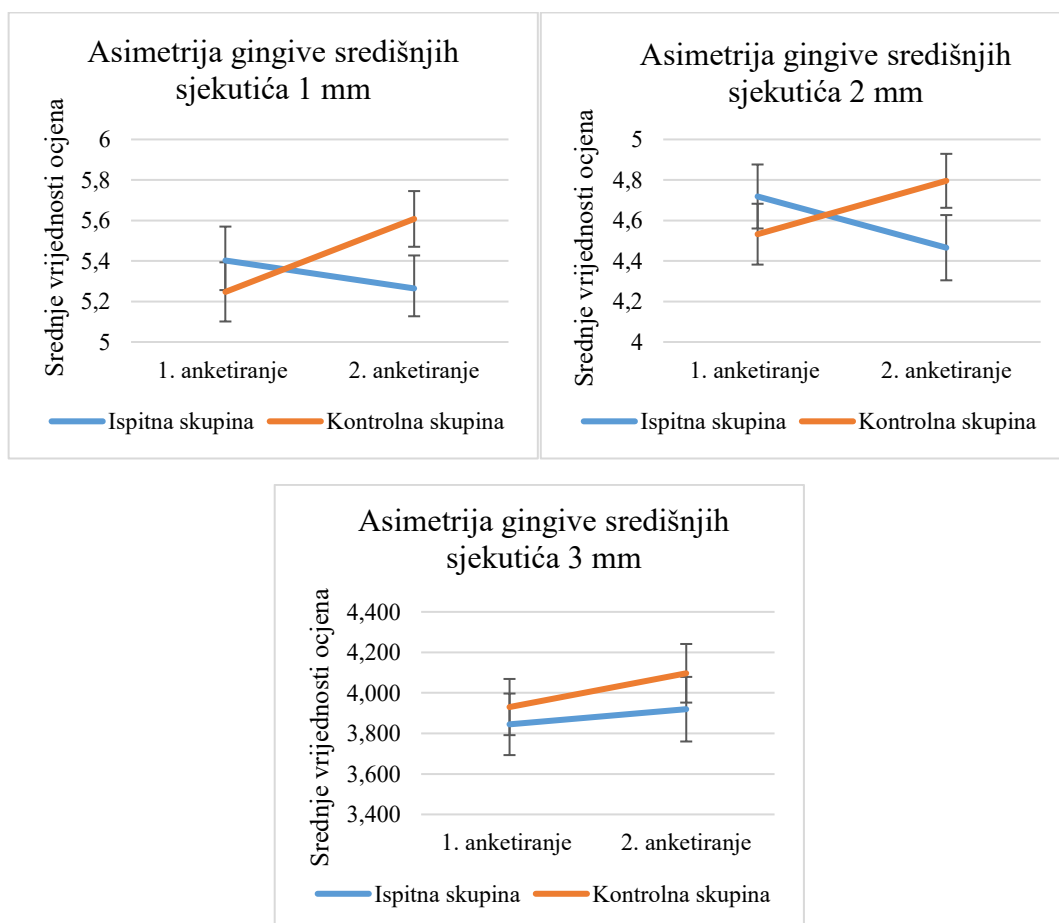 Asimetrija gingive središnjih
sjekutića 1 mm
Srednje vrijednosti ocjena
6
5,8
5,6
5,4
5,2
5
1. anketiranje 2. anketiranje
Ispitna skupina Kontrolna skupina
Asimetrija gingive središnjih
sjekutića 2 mm
Srednje vrijednosti ocjena
5
4,8
4,6
4,4
4,2
4
1. anketiranje 2. anketiranje
Ispitna skupina Kontrolna skupina
Asimetrija gingive središnjih
sjekutića 3 mm
Srednje vrijednosti ocjena
4,400
4,200
4,000
3,800
3,600
3,400
1. anketiranje 2. anketiranje
Ispitna skupina Kontrolna skupina